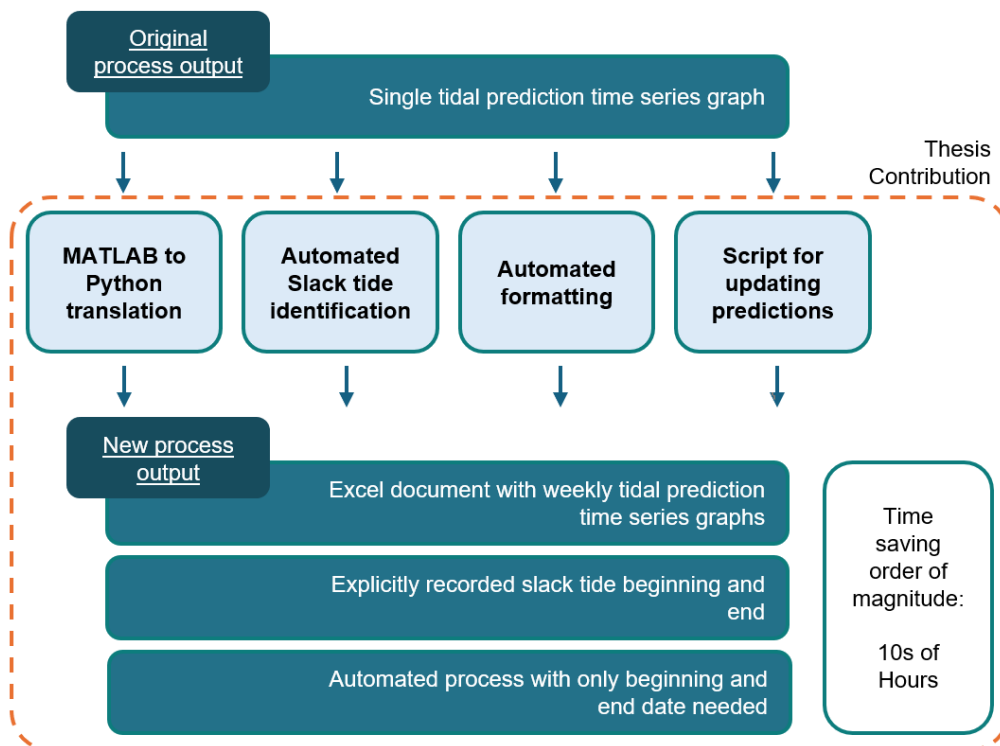 Original
process output
Single tidal prediction time series graph
Thesis
Contribution
MATLAB to
Python
translation
Automated
Slack tide
identification
Automated
formatting
Script for
updating
predictions
New process
output
Excel document with weekly tidal prediction
time series graphs
Explicitly recorded slack tide beginning and
end
Automated process with only beginning and
end date needed
Time
saving
order of
magnitude:
10s of
Hours